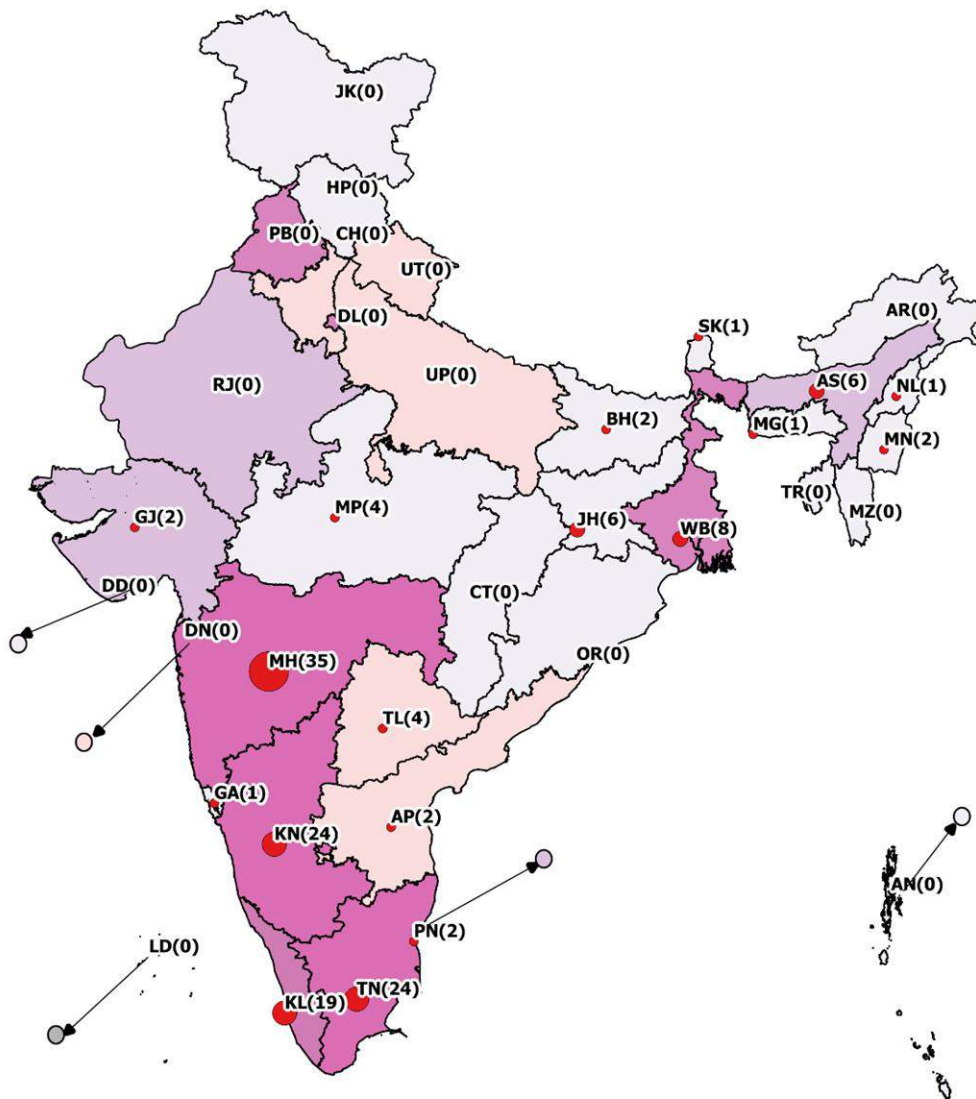 JK(0)
HP(0)
PB(0)
CH(0)
UT(0)
DL(0)
AR(0)
SK(1)
RJ(0)
UP(0)
AS(6)
NL(1)
BH(2)
MG(1)
MN(2)
TR(0)
MZ(0)
GJ(2)
MP(4)
JH(6)
WB(8)
DD(0)
CT(0)
DN(0)
OR(0)
MH(35)
TL(4)
GA(1)
AP(2)
KN(24)
AN(0)
PN(2)
LD(0)
KL(19)
TN(24)